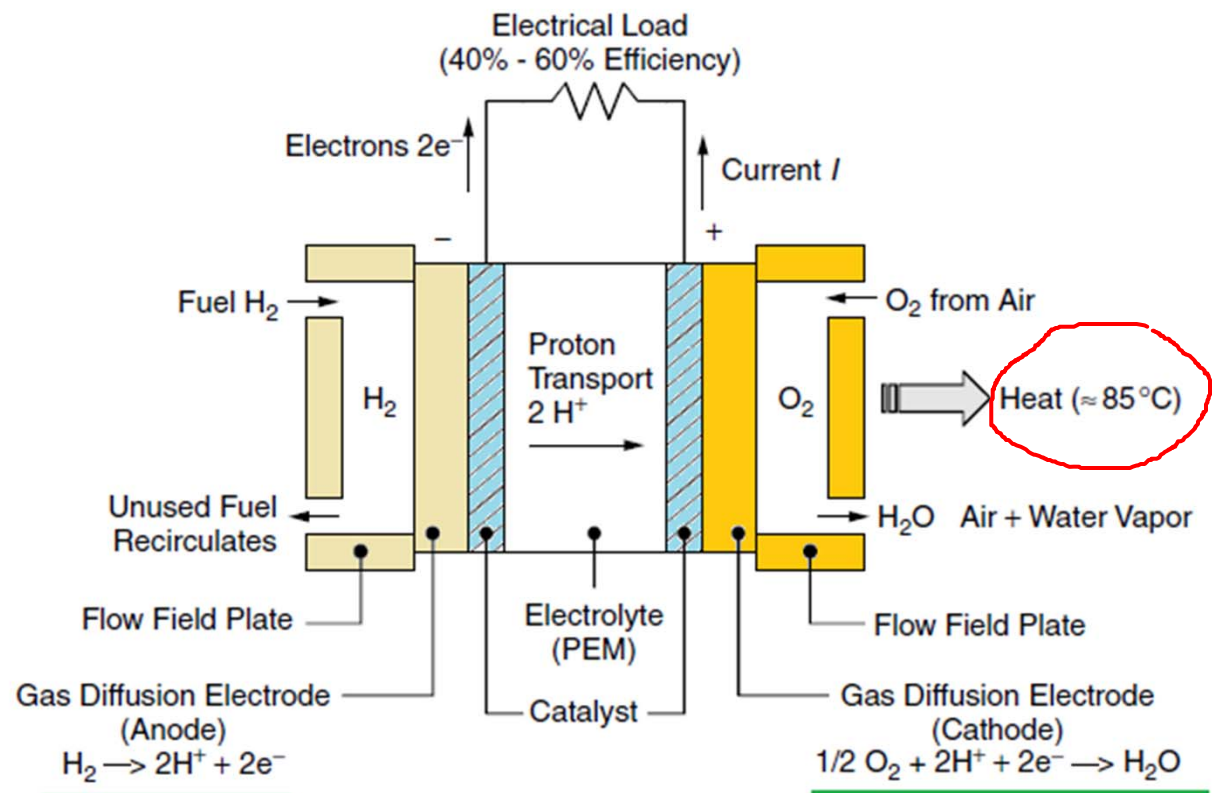 Electrical Load
(40% - 60% Efficiency)
Electrons 2e⁻
Current I
−
+
Fuel H₂
O₂ from Air
Proton
Transport
2 H⁺
H₂
O₂
Heat (≈ 85 °C)
Unused Fuel
Recirculates
H₂O Air + Water Vapor
Flow Field Plate
Electrolyte
(PEM)
Flow Field Plate
Gas Diffusion Electrode
(Anode)
H₂ —> 2H⁺ + 2e⁻
Catalyst
Gas Diffusion Electrode
(Cathode)
1/2 O₂ + 2H⁺ + 2e⁻ —> H₂O